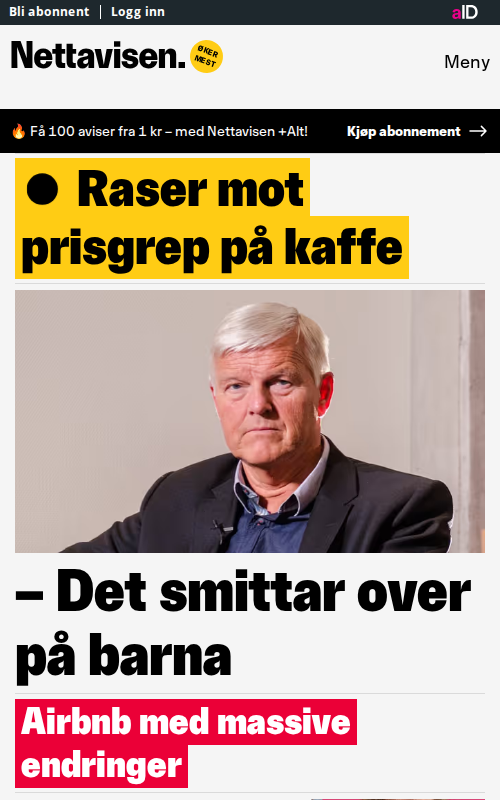 Bli abonnent | Logg inn
aID
Nettavisen.
ØKER
MEST
Meny
🔥 Få 100 aviser fra 1 kr – med Nettavisen +Alt!
Kjøp abonnement →
● Raser mot
prisgrep på kaffe
– Det smittar over
på barna
Airbnb med massive
endringer